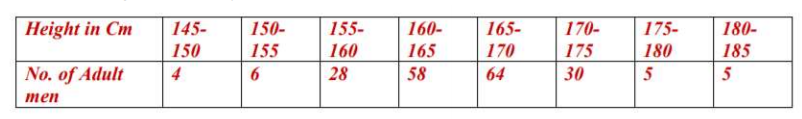 Height in Cm 145- 150- 155- 160- 165- 170- 175- 180-
150 155 160 165 170 175 180 185
No. of Adult 4 6 28 58 64 30 5 5
men